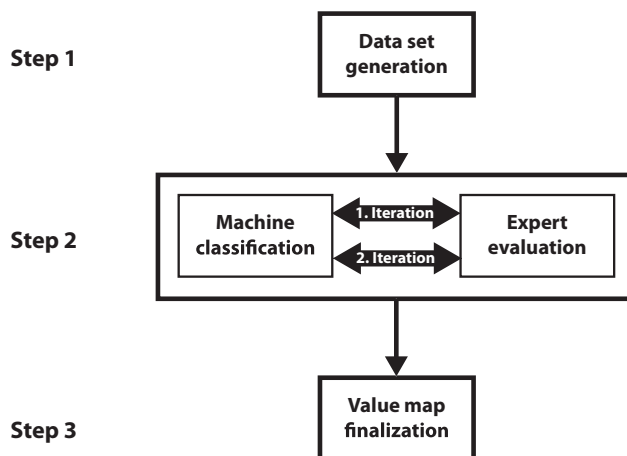 Step 1
Data set
generation
Step 2
Machine
classification
1. Iteration
2. Iteration
Expert
evaluation
Step 3
Value map
finalization